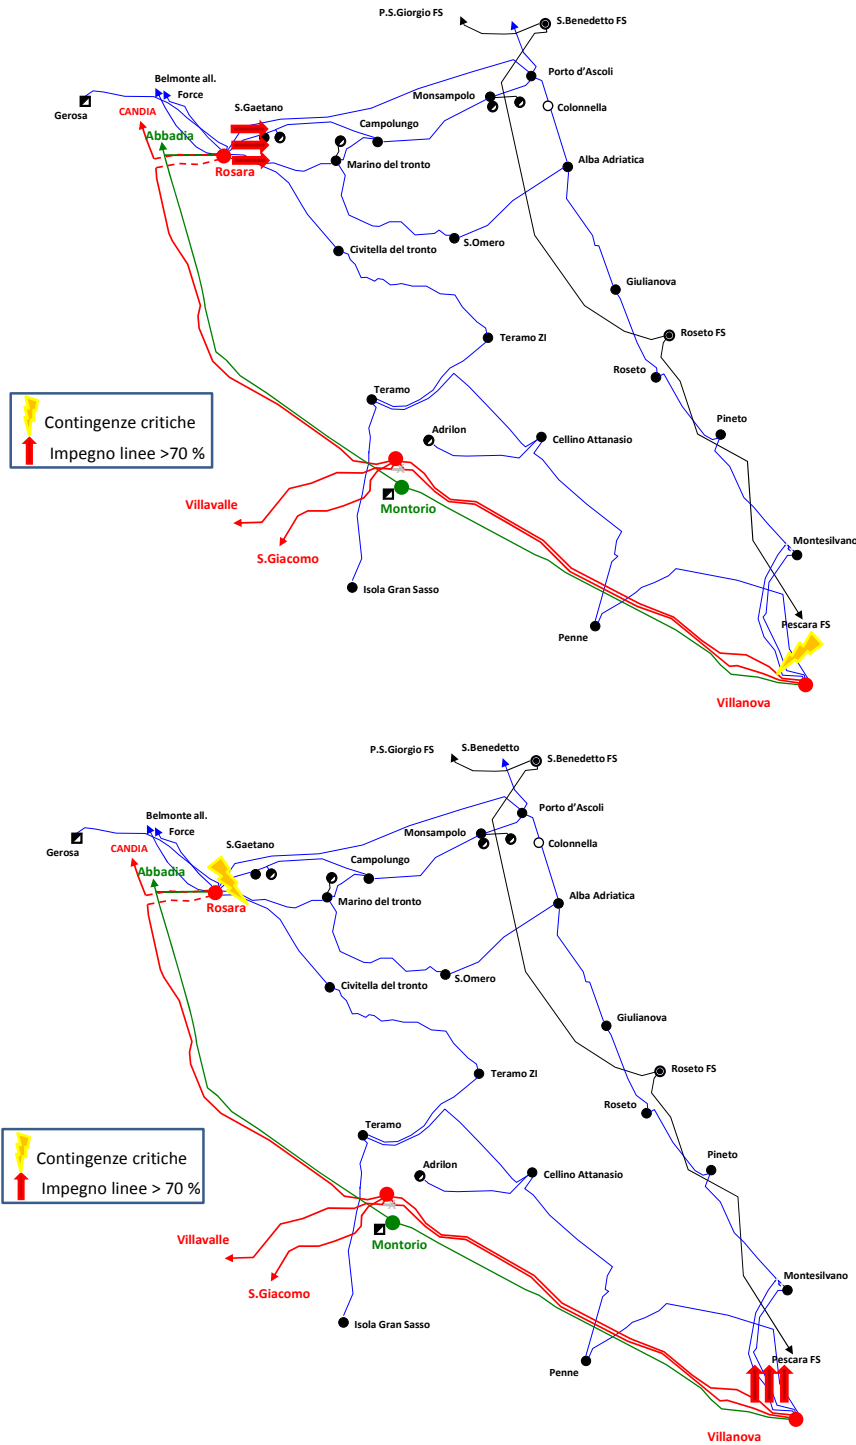 P.S.Giorgio FS
S.Benedetto FS
Belmonte all.
Force
Porto d'Ascoli
Gerosa
CANDIA
S.Gaetano
Monsampolo
Colonnella
Abbadia
Campolungo
Rosara
Marino del tronto
Alba Adriatica
Civitella del tronto
S.Omero
Giulianova
Teramo ZI
Roseto FS
Roseto
Teramo
Contingenze critiche
Impegno linee >70 %
Adrilon
Cellino Attanasio
Pineto
Villavalle
Montorio
S.Giacomo
Montesilvano
Isola Gran Sasso
Penne
Pescara FS
Villanova
P.S.Giorgio FS
S.Benedetto
S.Benedetto FS
Belmonte all.
Force
Porto d'Ascoli
Gerosa
CANDIA
S.Gaetano
Monsampolo
Colonnella
Abbadia
Campolungo
Rosara
Marino del tronto
Alba Adriatica
Civitella del tronto
S.Omero
Giulianova
Teramo ZI
Roseto FS
Roseto
Teramo
Contingenze critiche
Impegno linee > 70 %
Adrilon
Cellino Attanasio
Pineto
Villavalle
Montorio
S.Giacomo
Montesilvano
Isola Gran Sasso
Penne
Pescara FS
Villanova